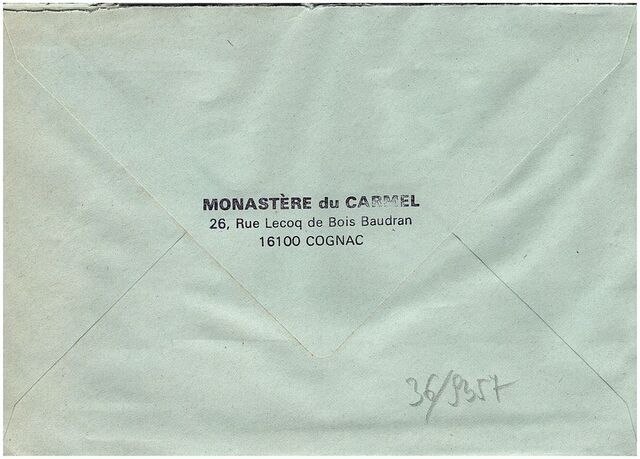 MONASTÈRE du CARMEL
26, Rue Lecoq de Bois Baudran
16100 COGNAC
36/9357